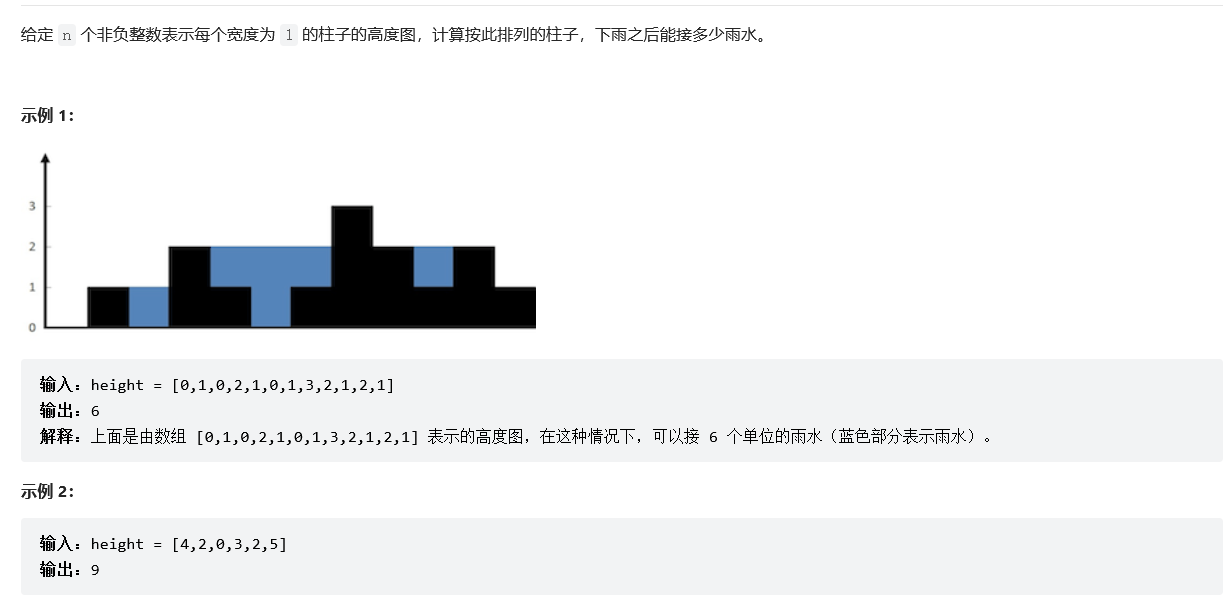 给定 n 个非负整数表示每个宽度为 1 的柱子的高度图，计算按此排列的柱子，下雨之后能接多少雨水。
示例 1：
3
2
1
0
输入：height = [0,1,0,2,1,0,1,3,2,1,2,1]
输出：6
解释：上面是由数组 [0,1,0,2,1,0,1,3,2,1,2,1] 表示的高度图，在这种情况下，可以接 6 个单位的雨水（蓝色部分表示雨水）。
示例 2：
输入：height = [4,2,0,3,2,5]
输出：9